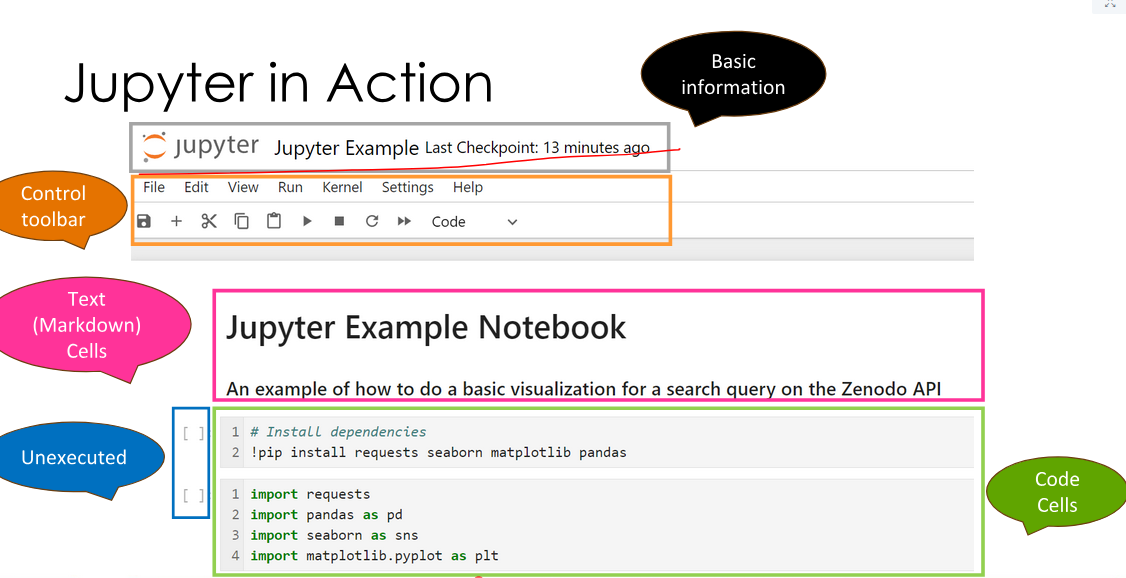 Jupyter in Action
Basic
information
jupyter Jupyter Example Last Checkpoint: 13 minutes ago
Control
toolbar
File Edit View Run Kernel Settings Help
Code
Text
(Markdown)
Cells
Jupyter Example Notebook
An example of how to do a basic visualization for a search query on the Zenodo API
Unexecuted
[ ] 1 # Install dependencies
2 !pip install requests seaborn matplotlib pandas
[ ] 1 import requests
2 import pandas as pd
3 import seaborn as sns
4 import matplotlib.pyplot as plt
Code
Cells